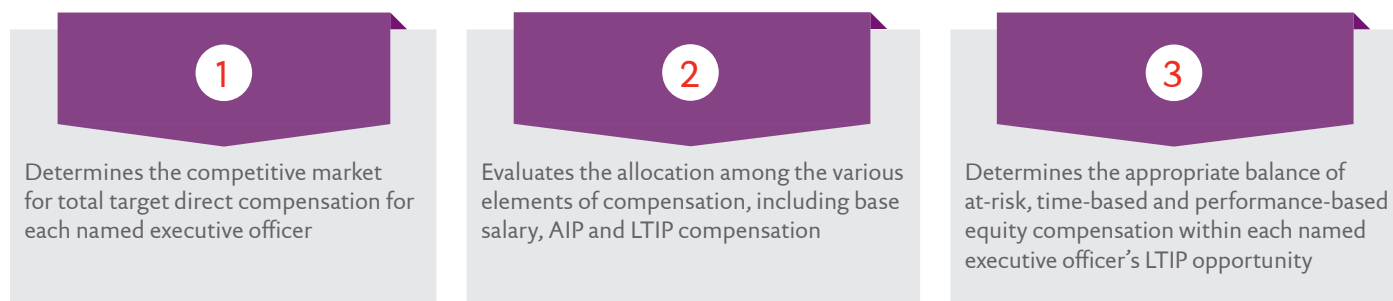 1
Determines the competitive market
for total target direct compensation for
each named executive officer
2
Evaluates the allocation among the various
elements of compensation, including base
salary, AIP and LTIP compensation
3
Determines the appropriate balance of
at-risk, time-based and performance-based
equity compensation within each named
executive officer’s LTIP opportunity